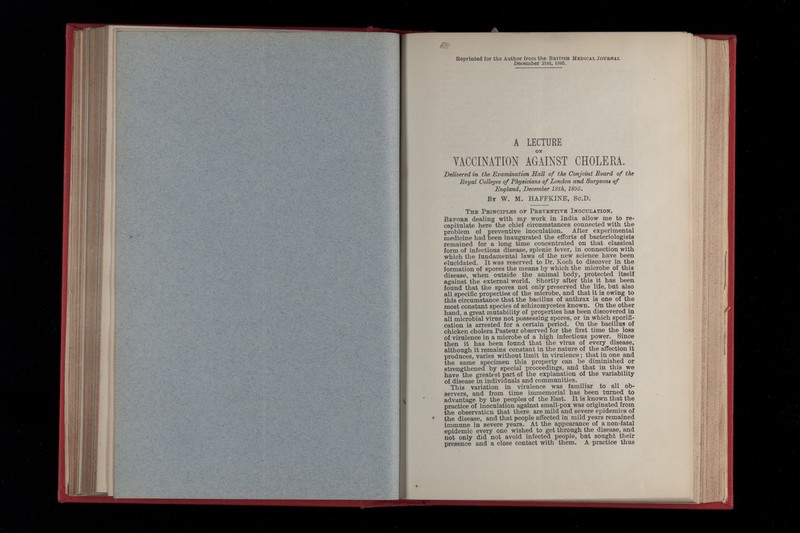 Reprinted for the Author from the BRITISH MEDICAL JOURNAL
December 21st, 1895.
A LECTURE
ON
VACCINATION AGAINST CHOLERA.
Delivered in the Examination Hall of the Conjoint Board of the
Royal Colleges of Physicians of London and Surgeons of
England, December 18th, 1895.
BY W. M. HAFFKINE, Sc.D.
THE PRINCIPLES OF PREVENTIVE INOCULATION.
BEFORE dealing with my work in India allow me to re-
capitulate here the chief circumstances connected with the
problem of preventive inoculation. After experimental
medicine had been inaugurated the efforts of bacteriologists
remained for a long time concentrated on that classical
form of infectious disease, splenic fever, in connection with
which the fundamental laws of the new science have been
elucidated. It was reserved to Dr. Koch to discover in the
formation of spores the means by which the microbe of this
disease, when outside the animal body, protected itself
against the external world. Shortly after this it has been
found that the spores not only preserved the life, but also
all specific properties of the microbe, and that it is owing to
this circumstance that the bacillus of anthrax is one of the
most constant species of schizomycetes known. On the other
hand, a great mutability of properties has been discovered in
all microbial virus not possessing spores, or in which sporifi-
cation is arrested for a certain period. On the bacillus of
chicken cholera Pasteur observed for the first time the loss
of virulence in a microbe of a high infectious power. Since
then it has been found that the virus of every disease,
although it remains constant in the nature of the affection it
produces, varies without limit in virulence; that in one and
the same specimen this property can be diminished or
strengthened by special proceedings, and that in this we
have the greatest part of the explanation of the variability
of disease in individuals and communities.
This variation in virulence was familiar to all ob-
servers, and from time immemorial has been turned to
advantage by the peoples of the East. It is known that the
practice of inoculation against small-pox was originated from
the observation that there are mild and severe epidemics of
the disease, and that people affected in mild years remained
immune in severe years. At the appearance of a non-fatal
epidemic every one wished to get through the disease, and
not only did not avoid infected people, but sought their
presence and a close contact with them. A practice thus